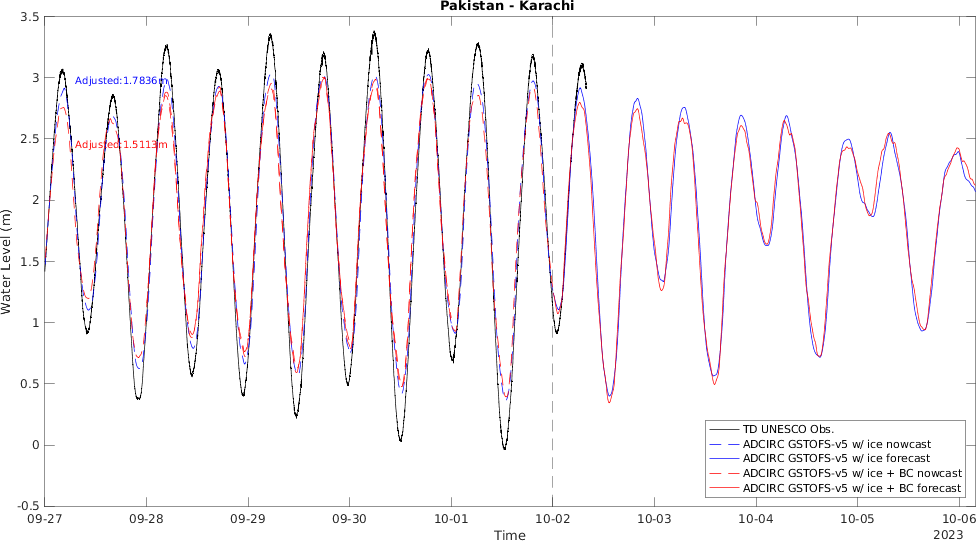 Pakistan - Karachi
3.5
3
2.5
2
1.5
1
0.5
0
-0.5
Water Level (m)
Adjusted:1.7836m
Adjusted:1.5113m
TD UNESCO Obs.
ADCIRC GSTOFS-v5 w/ ice nowcast
ADCIRC GSTOFS-v5 w/ ice forecast
ADCIRC GSTOFS-v5 w/ ice + BC nowcast
ADCIRC GSTOFS-v5 w/ ice + BC forecast
09-27 09-28 09-29 09-30 10-01 10-02 10-03 10-04 10-05 10-06
Time
2023